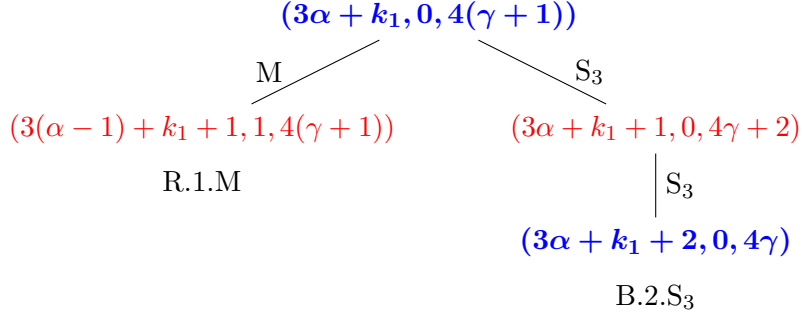 (3α + k₁, 0, 4(γ + 1))
M
S₃
(3(α − 1) + k₁ + 1, 1, 4(γ + 1))
(3α + k₁ + 1, 0, 4γ + 2)
R.1.M
S₃
(3α + k₁ + 2, 0, 4γ)
B.2.S₃